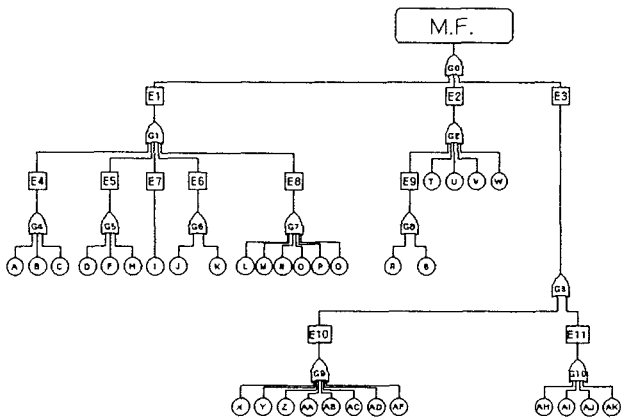 M.F.
G0
E1 E2 E3
G1 G2
E4 E5 E7 E6 E8 E9 T U V W
G4 G5 G6 G7 G8
A B C D F H I J K L M N O P Q R S
G3
E10 E11
G9 G10
X Y Z AA AB AC AD AF AH AI AJ AK